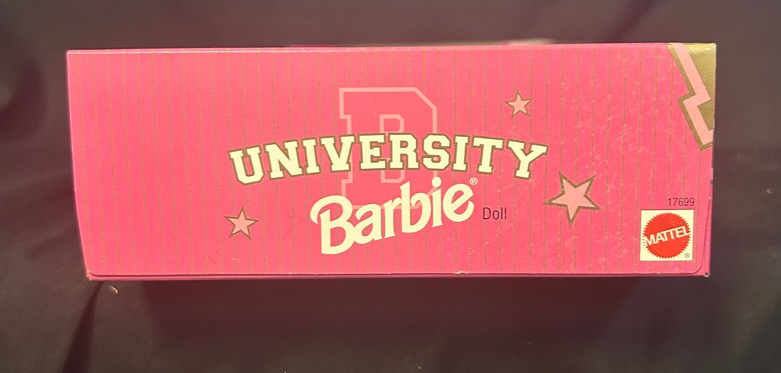 B
UNIVERSITY
Barbie® Doll
17699
MATTEL
®